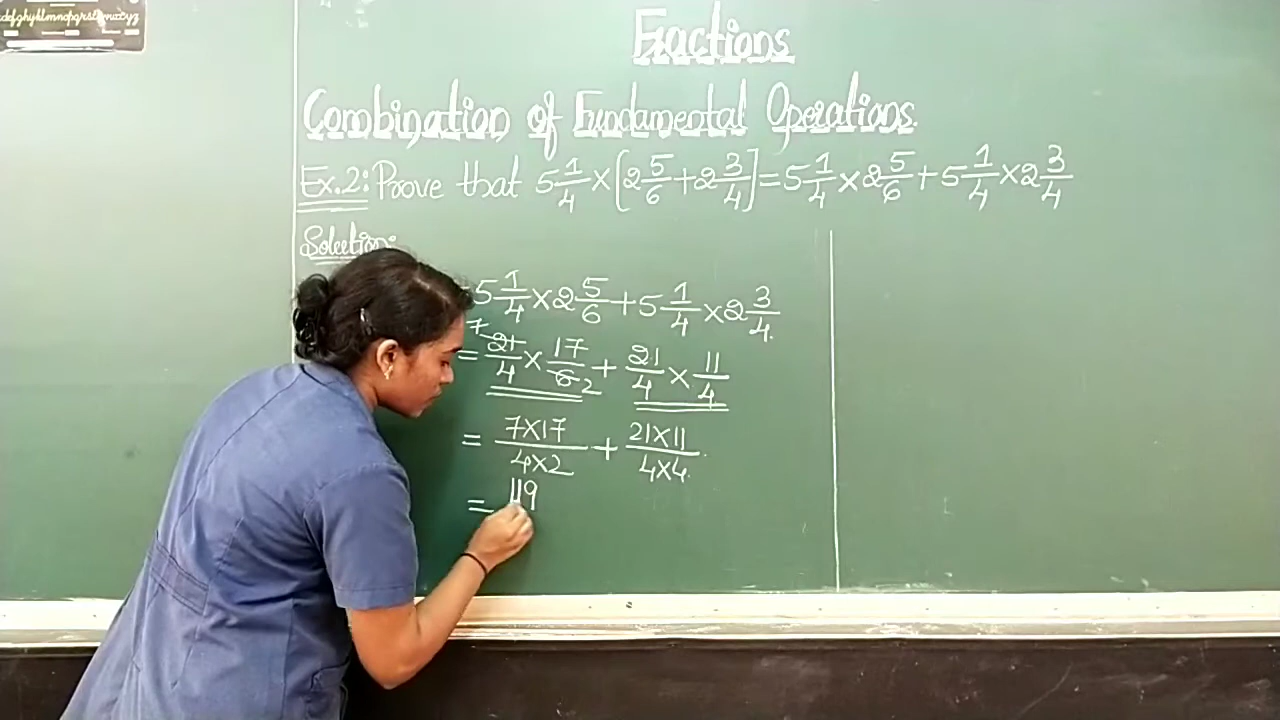 defghyklmnopqrstuvwxyz
Fractions
Combination of Fundamental Operations.
Ex.2: Prove that 5 1/4 × [2 5/6 + 2 3/4] = 5 1/4 × 2 5/6 + 5 1/4 × 2 3/4
Solution:
5 1/4 × 2 5/6 + 5 1/4 × 2 3/4.
7
= 21/4 × 17/6 2 + 21/4 × 11/4
= 7×17/4×2 + 21×11/4×4.
= 119